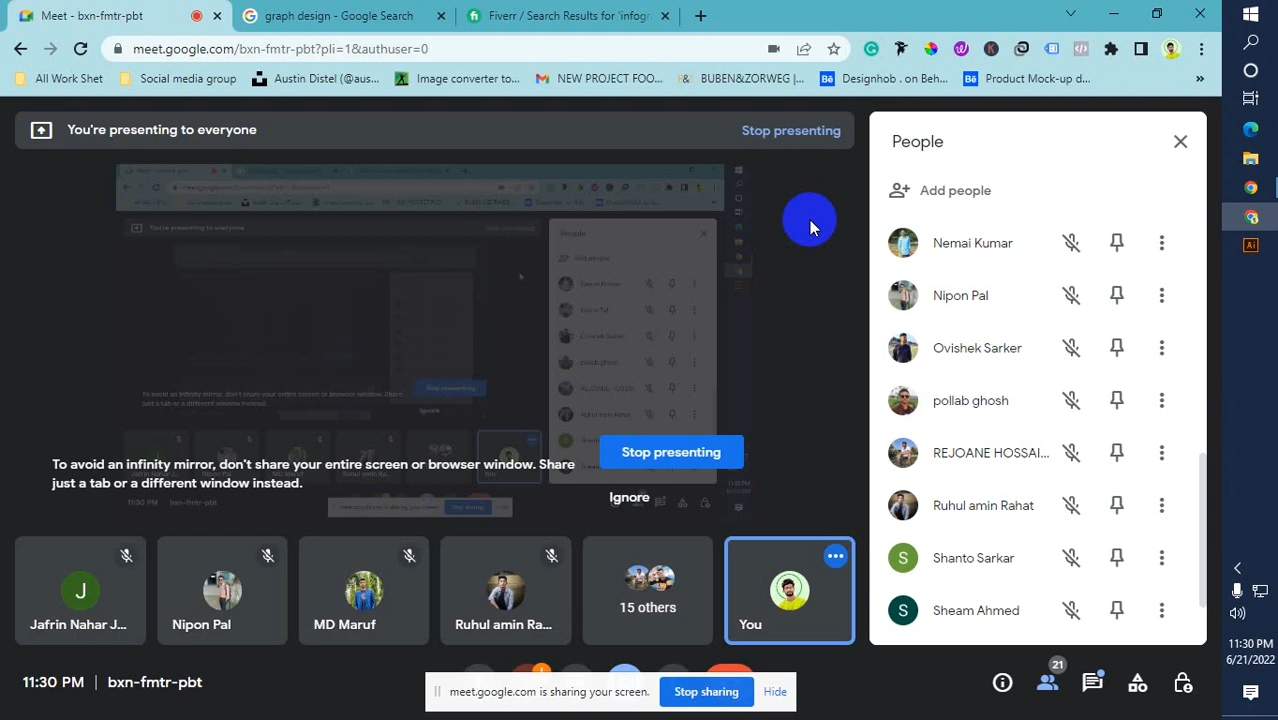 Meet - bxn-fmtr-pbt
graph design - Google Search
Fiverr / Search Results for 'infogr
meet.google.com/bxn-fmtr-pbt?pli=1&authuser=0
All Work Shet
Social media group
Austin Distel (@aus...
Image converter to...
NEW PROJECT FOO...
BUBEN&ZORWEG |...
Designhob . on Beh...
Product Mock-up d...
You're presenting to everyone
Stop presenting
People
Add people
Nemai Kumar
Nipon Pal
Ovishek Sarker
pollab ghosh
REJOANE HOSSAI...
Ruhul amin Rahat
S Shanto Sarkar
S Sheam Ahmed
To avoid an infinity mirror, don't share your entire screen or browser window. Share
just a tab or a different window instead.
Stop presenting
Ignore
J
Jafrin Nahar J...
Nipon Pal
MD Maruf
Ruhul amin Ra...
15 others
You
11:30 PM | bxn-fmtr-pbt
meet.google.com is sharing your screen.
Stop sharing
Hide
21
Ai
11:30 PM
6/21/2022